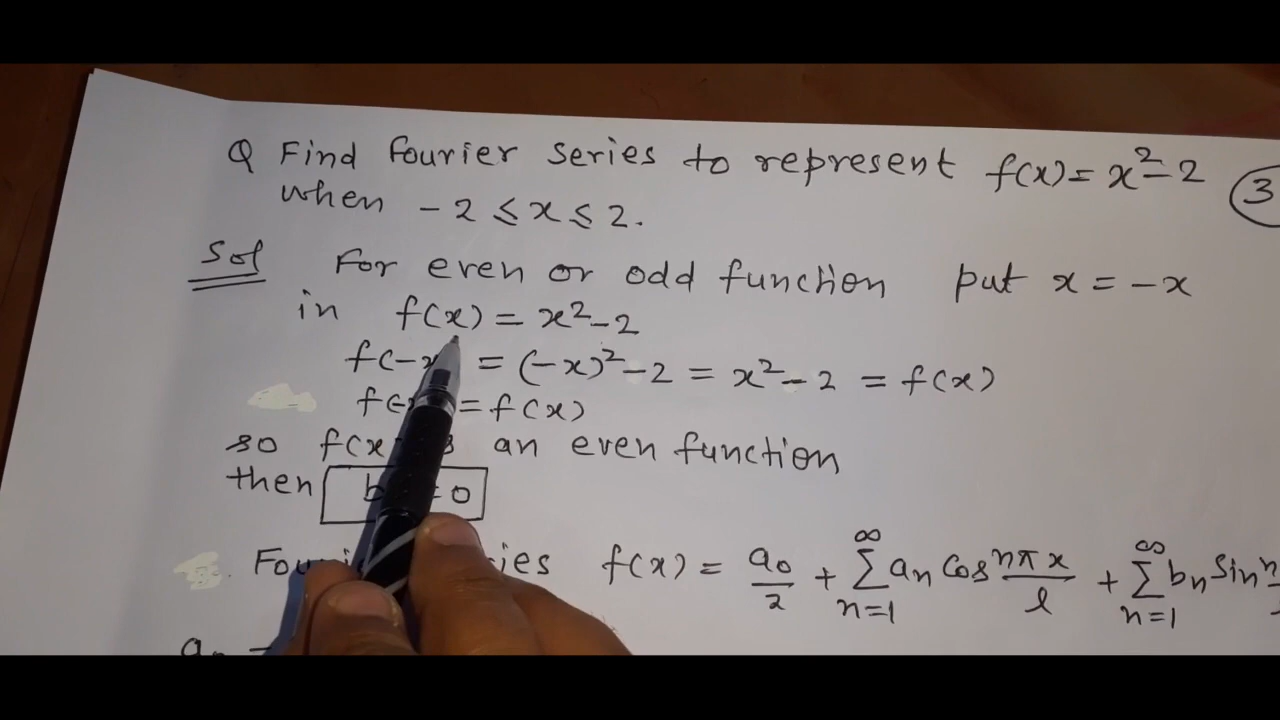 Q Find Fourier series to represent f(x) = x² - 2
when - 2 ≤ x ≤ 2.
3
Sol For even or odd function put x = - x
in f(x) = x² - 2
f(-x = (-x)² - 2 = x² - 2 = f(x)
f(- = f(x)
so f(x an even function
then b = 0
f(x) = a₀/2 + ∞∑n=1 aₙ cos nπx/l + ∞∑n=1 bₙ sin n